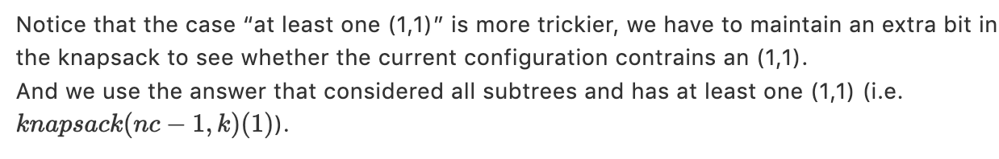 Notice that the case “at least one (1,1)” is more trickier, we have to maintain an extra bit in
the knapsack to see whether the current configuration contrains an (1,1).
And we use the answer that considered all subtrees and has at least one (1,1) (i.e.
knapsack(nc − 1, k)(1)).